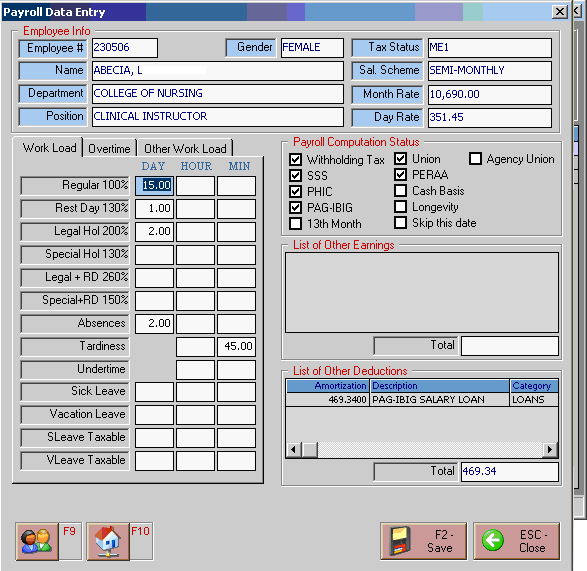 Payroll Data Entry
Employee Info
Employee # 230506 Gender FEMALE Tax Status ME1
Name ABECIA, L Sal. Scheme SEMI-MONTHLY
Department COLLEGE OF NURSING Month Rate 10,690.00
Position CLINICAL INSTRUCTOR Day Rate 351.45
Work Load Overtime Other Work Load
DAY HOUR MIN
Regular 100% 15.00
Rest Day 130% 1.00
Legal Hol 200% 2.00
Special Hol 130%
Legal + RD 260%
Special+RD 150%
Absences 2.00
Tardiness 45.00
Undertime
Sick Leave
Vacation Leave
SLeave Taxable
VLeave Taxable
Payroll Computation Status
Withholding Tax Union Agency Union
SSS PERAA
PHIC Cash Basis
PAG-IBIG Longevity
13th Month Skip this date
List of Other Earnings
Total
List of Other Deductions
Amortization Description Category
469.3400 PAG-IBIG SALARY LOAN LOANS
Total 469.34
F9 F10
F2 - Save
ESC - Close